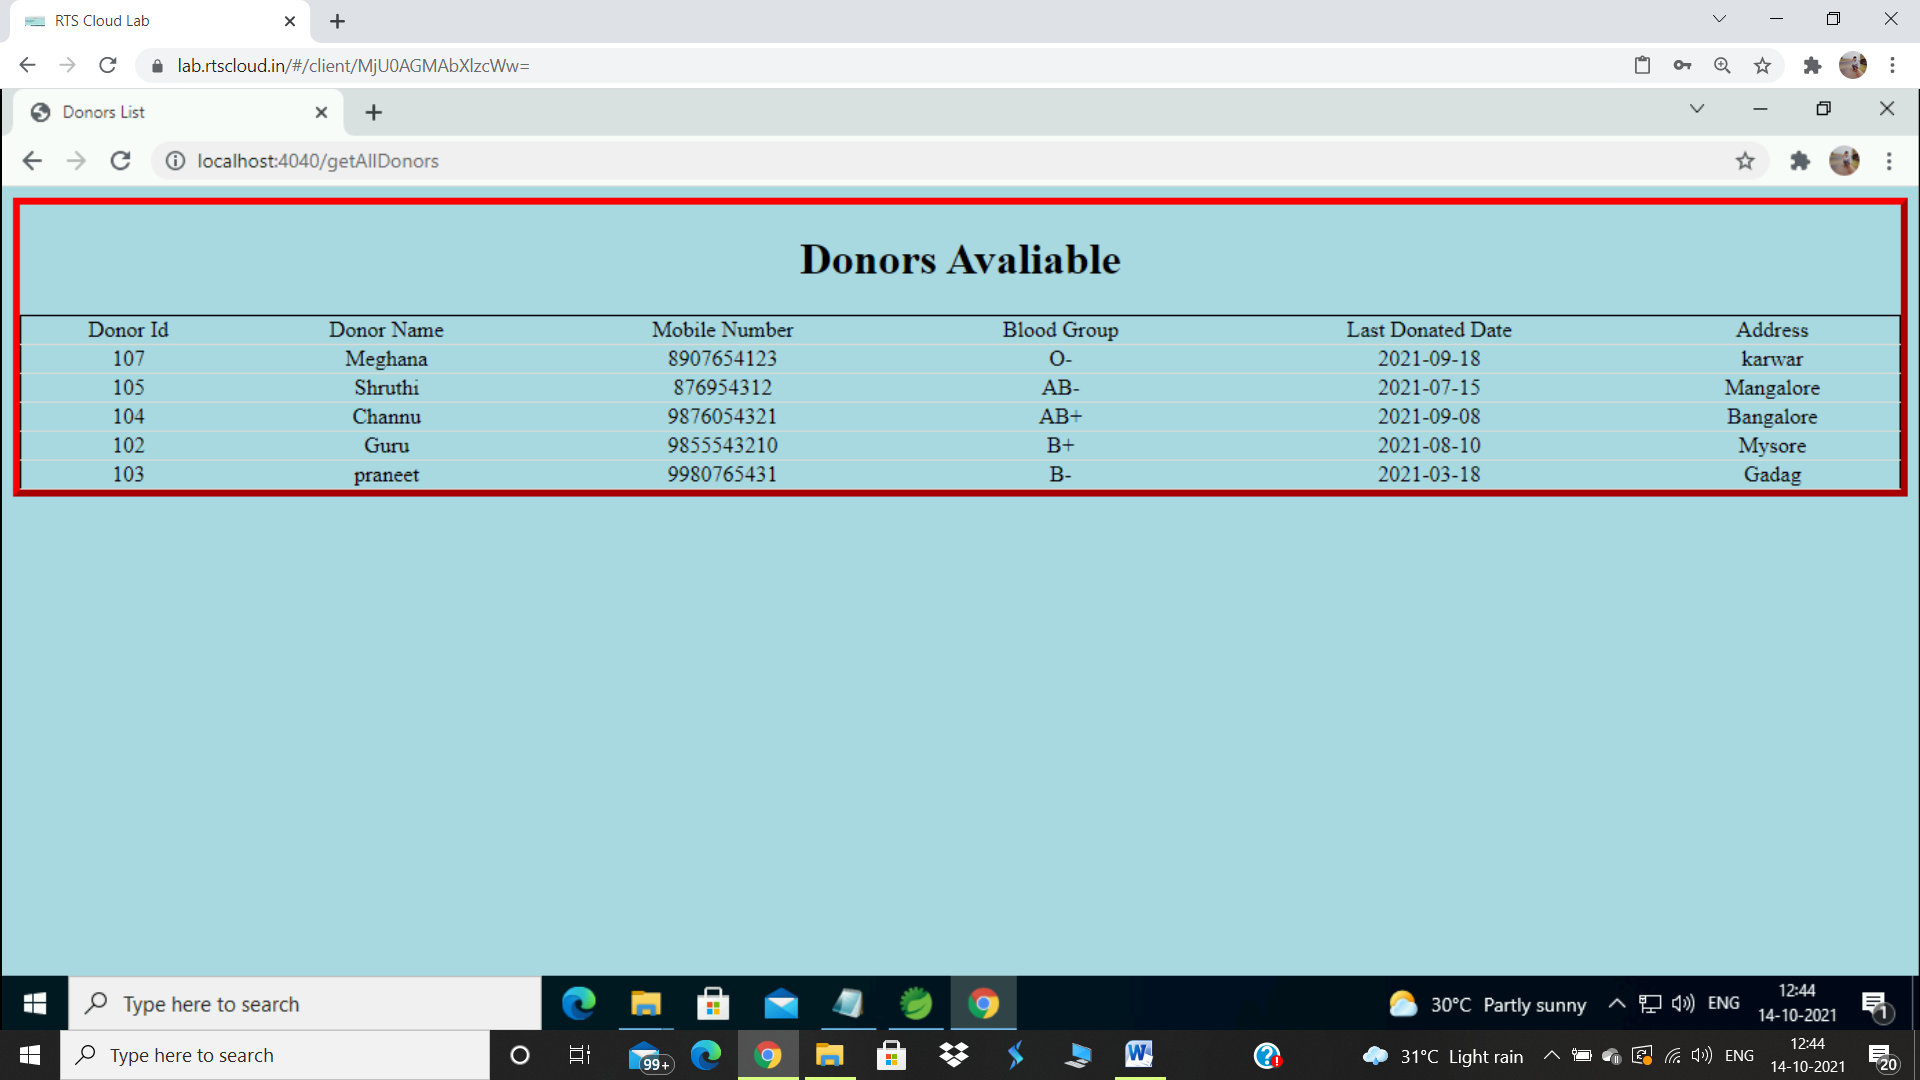 RTS Cloud Lab
lab.rtscloud.in/#/client/MjU0AGMAbXlzcWw=
Donors List
localhost:4040/getAllDonors
Donors Avaliable
Donor Id Donor Name Mobile Number Blood Group Last Donated Date Address
107 Meghana 8907654123 O- 2021-09-18 karwar
105 Shruthi 876954312 AB- 2021-07-15 Mangalore
104 Channu 9876054321 AB+ 2021-09-08 Bangalore
102 Guru 9855543210 B+ 2021-08-10 Mysore
103 praneet 9980765431 B- 2021-03-18 Gadag
Type here to search 30°C Partly sunny ENG 12:44
14-10-2021 1
Type here to search 99+ W 31°C Light rain ENG 12:44
14-10-2021 20